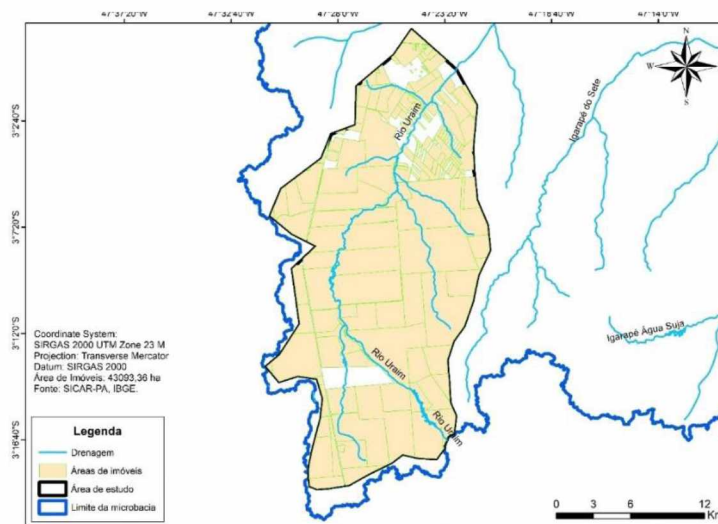 47°37'20"W
47°32'40"W
47°28'0"W
47°23'20"W
47°18'40"W
47°14'0"W
N
W
E
S
3°2'40"S
3°7'20"S
3°12'0"S
3°16'40"S
Rio Uraim
Igarapé do Sete
Igarapé Água Suja
Rio Uraim
Rio Uraim
Coordinate System:
SIRGAS 2000 UTM Zone 23 M
Projection: Transverse Mercator
Datum: SIRGAS 2000
Área de Imóveis: 43093,36 ha
Fonte: SICAR-PA, IBGE.
Legenda
Drenagem
Áreas de imóveis
Área de estudo
Limite da microbacia
0 3 6 12